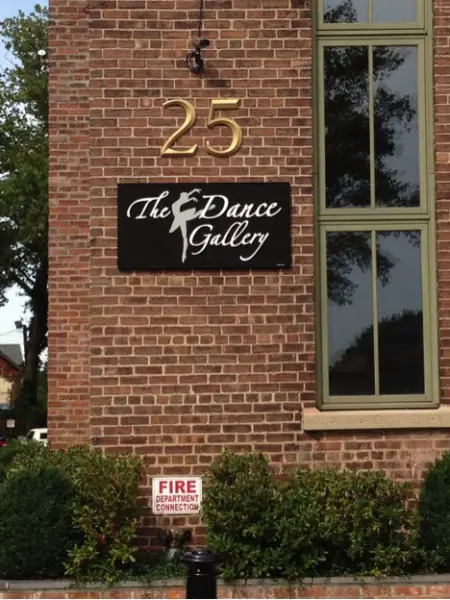 25
The Dance
Gallery
FIRE
DEPARTMENT
CONNECTION